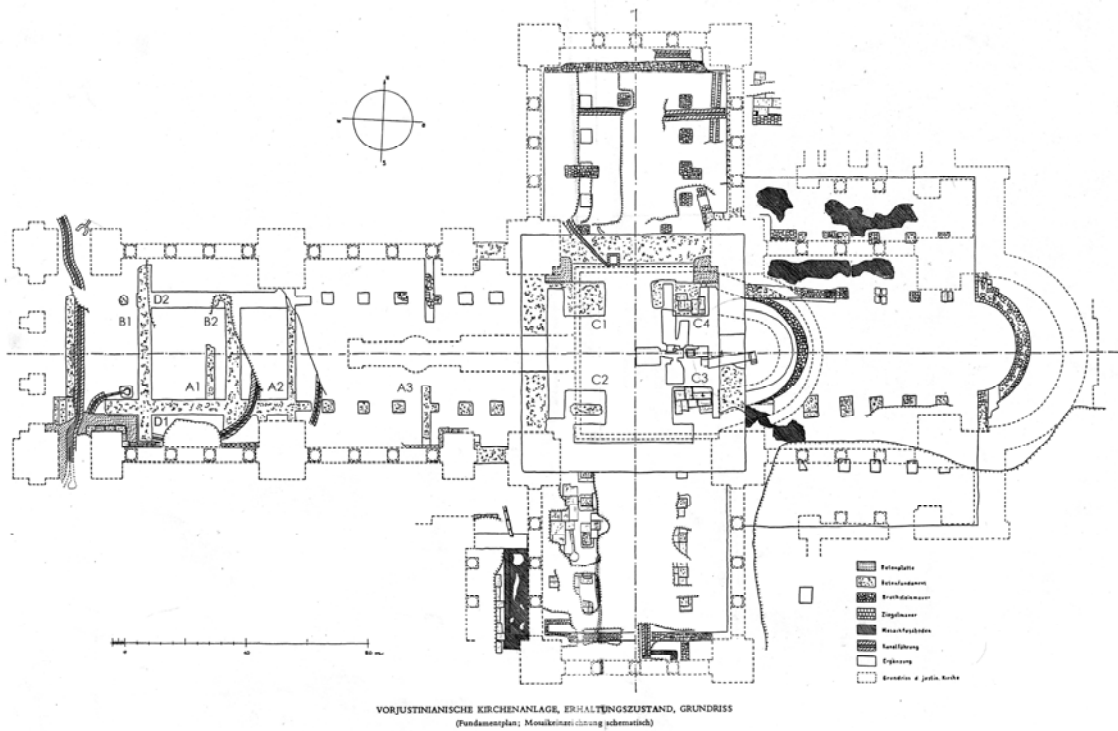 N
S
D2
B1
B2
C1
C4
A1
A2
A3
C2
C3
D1
Betonplatte
Betonfundament
Bruchsteinmauer
Ziegelmauer
Mosaikfussboden
Kanalführung
Ergänzung
Grundriss d. justin. Kirche
VORJUSTINIANISCHE KIRCHENANLAGE, ERHALTUNGSZUSTAND, GRUNDRISS
(Fundamentplan; Mosaikeinzeichnung schematisch)